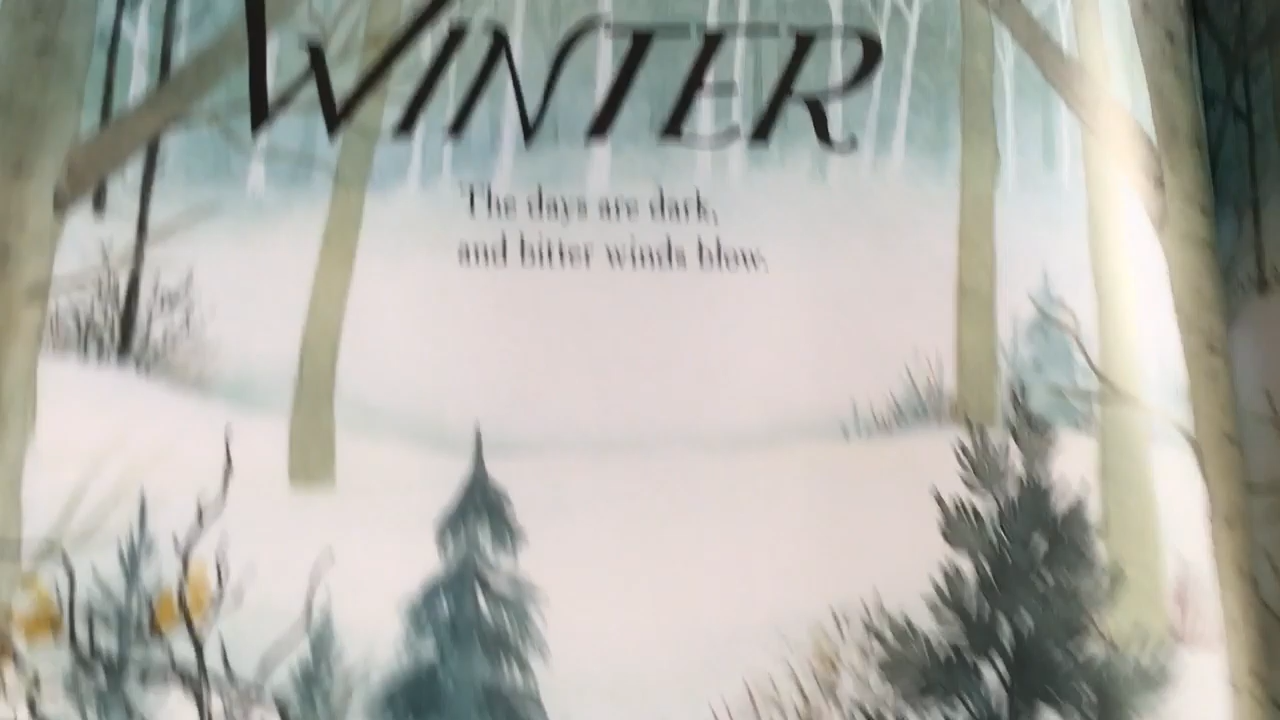 WINTER
The days are dark,
and bitter winds blow.